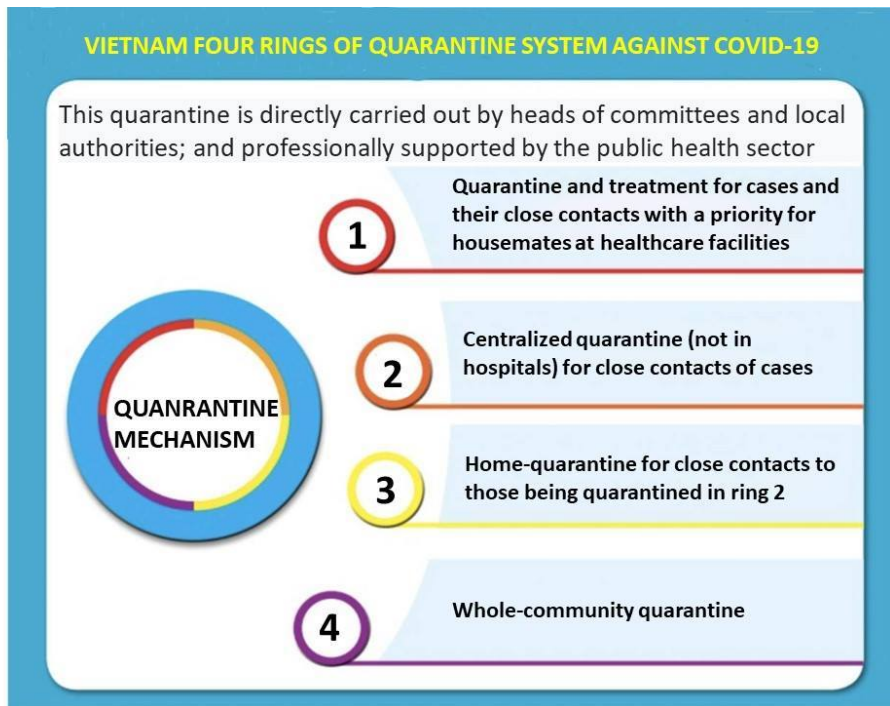 VIETNAM FOUR RINGS OF QUARANTINE SYSTEM AGAINST COVID-19
This quarantine is directly carried out by heads of committees and local
authorities; and professionally supported by the public health sector
1
Quarantine and treatment for cases and
their close contacts with a priority for
housemates at healthcare facilities
2
Centralized quarantine (not in
hospitals) for close contacts of cases
QUANRANTINE
MECHANISM
3
Home-quarantine for close contacts to
those being quarantined in ring 2
4
Whole-community quarantine